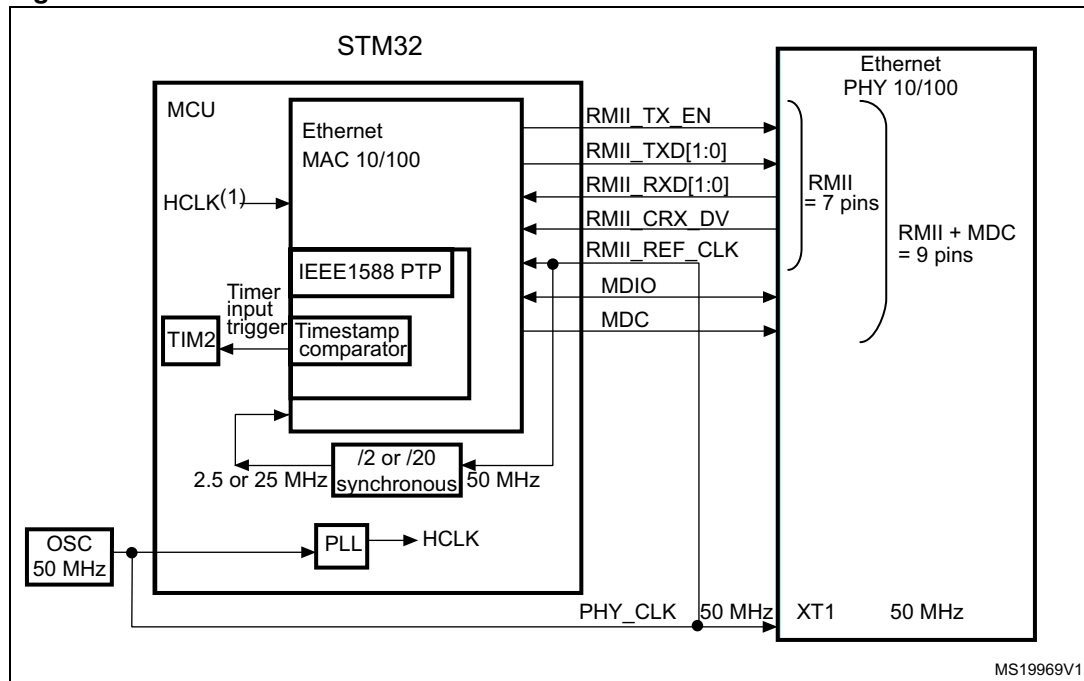 STM32
MCU
Ethernet
MAC 10/100
HCLK(1)
IEEE1588 PTP
Timer
input
trigger
TIM2
Timestamp
comparator
/2 or /20
synchronous
2.5 or 25 MHz
50 MHz
OSC
50 MHz
PLL
HCLK
RMII_TX_EN
RMII_TXD[1:0]
RMII_RXD[1:0]
RMII_CRX_DV
RMII_REF_CLK
MDIO
MDC
Ethernet
PHY 10/100
RMII
= 7 pins
RMII + MDC
= 9 pins
PHY_CLK 50 MHz
XT1 50 MHz
MS19969V1